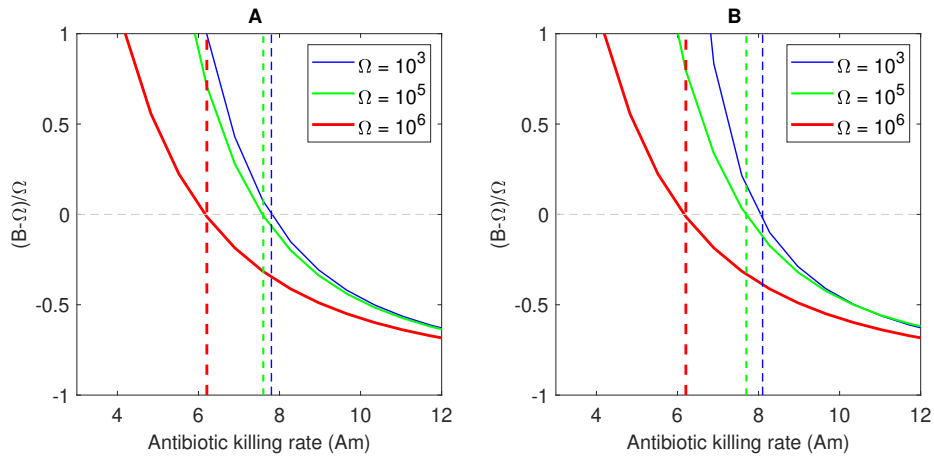 A
1
0.5
0
-0.5
-1
(B-Ω)/Ω
Ω = 10^3
Ω = 10^5
Ω = 10^6
4 6 8 10 12
Antibiotic killing rate (Am)
B
1
0.5
0
-0.5
-1
(B-Ω)/Ω
Ω = 10^3
Ω = 10^5
Ω = 10^6
4 6 8 10 12
Antibiotic killing rate (Am)